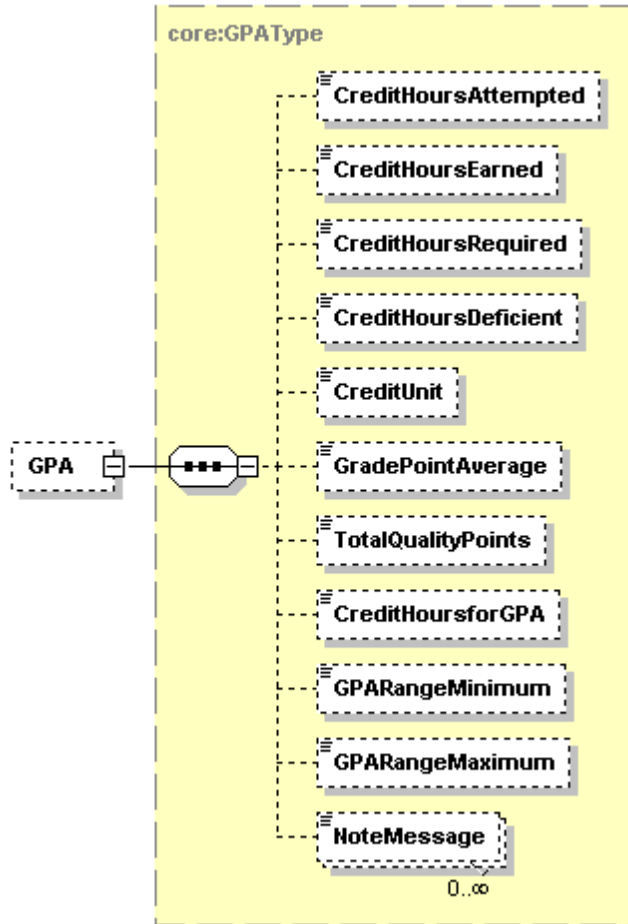 core:GPAType
CreditHoursAttempted
CreditHoursEarned
CreditHoursRequired
CreditHoursDeficient
CreditUnit
GPA
GradePointAverage
TotalQualityPoints
CreditHoursforGPA
GPARangeMinimum
GPARangeMaximum
NoteMessage
0..∞